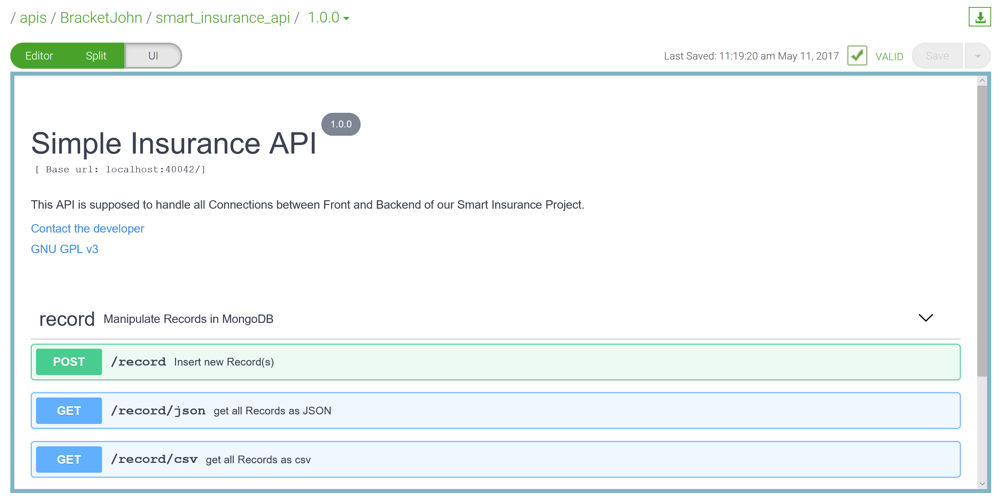 / apis / BracketJohn / smart_insurance_api / 1.0.0
Editor Split UI Last Saved: 11:19:20 am May 11, 2017 VALID Save
1.0.0
Simple Insurance API
[ Base url: localhost:40042/]
This API is supposed to handle all Connections between Front and Backend of our Smart Insurance Project.
Contact the developer
GNU GPL v3
record Manipulate Records in MongoDB
POST /record Insert new Record(s)
GET /record/json get all Records as JSON
GET /record/csv get all Records as csv